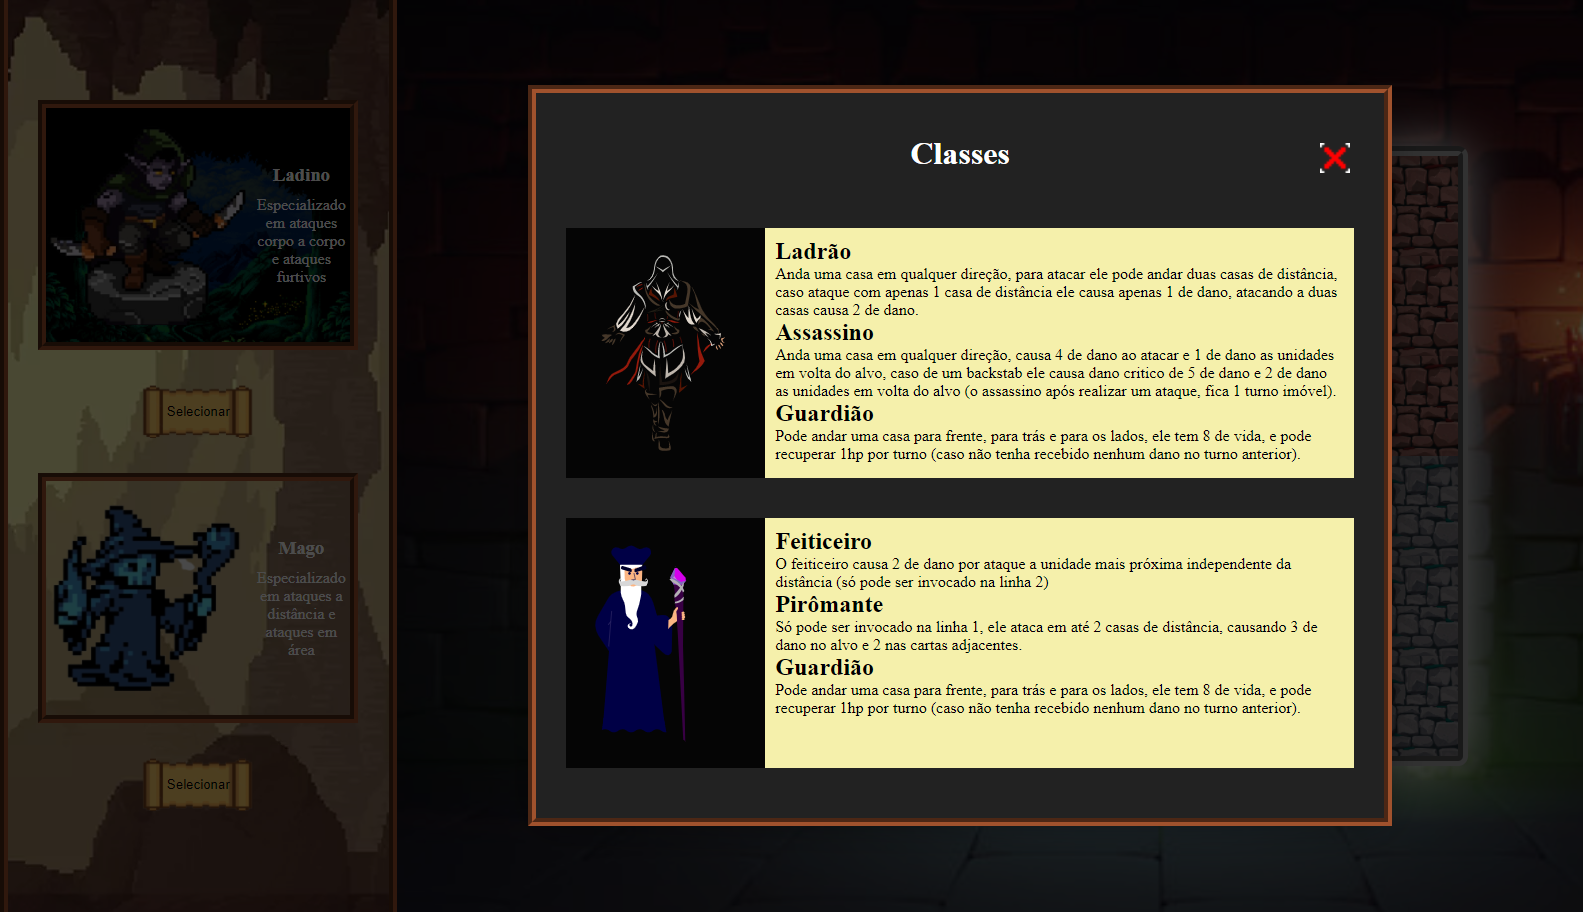 Ladino
Especializado
em ataques
corpo a corpo
e ataques
furtivos
Selecionar
Mago
Especializado
em ataques a
distância e
ataques em
área
Selecionar
Classes
Ladrão
Anda uma casa em qualquer direção, para atacar ele pode andar duas casas de distância,
caso ataque com apenas 1 casa de distância ele causa apenas 1 de dano, atacando a duas
casas causa 2 de dano.
Assassino
Anda uma casa em qualquer direção, causa 4 de dano ao atacar e 1 de dano as unidades
em volta do alvo, caso de um backstab ele causa dano critico de 5 de dano e 2 de dano
as unidades em volta do alvo (o assassino após realizar um ataque, fica 1 turno imóvel).
Guardião
Pode andar uma casa para frente, para trás e para os lados, ele tem 8 de vida, e pode
recuperar 1hp por turno (caso não tenha recebido nenhum dano no turno anterior).
Feiticeiro
O feiticeiro causa 2 de dano por ataque a unidade mais próxima independente da
distância (só pode ser invocado na linha 2)
Pirômante
Só pode ser invocado na linha 1, ele ataca em até 2 casas de distância, causando 3 de
dano no alvo e 2 nas cartas adjacentes.
Guardião
Pode andar uma casa para frente, para trás e para os lados, ele tem 8 de vida, e pode
recuperar 1hp por turno (caso não tenha recebido nenhum dano no turno anterior).